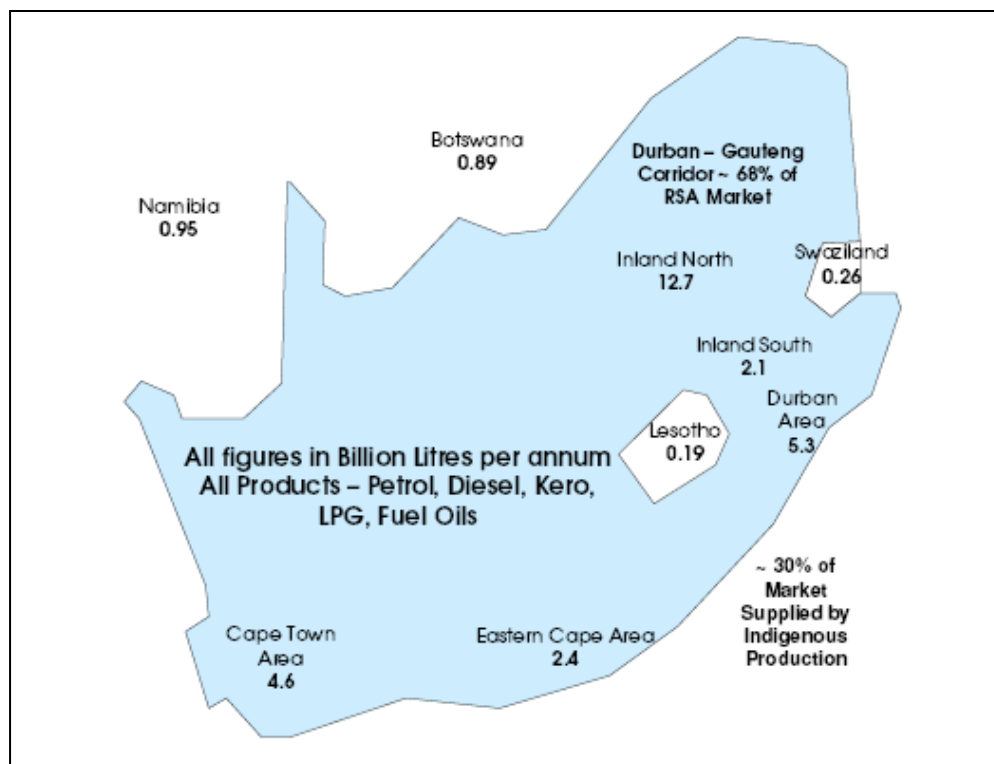 Botswana
0.89
Durban – Gauteng
Corridor ~ 68% of
RSA Market
Namibia
0.95
Inland North
12.7
Swaziland
0.26
Inland South
2.1
Durban
Area
5.3
Lesotho
0.19
All figures in Billion Litres per annum
All Products – Petrol, Diesel, Kero,
LPG, Fuel Oils
~ 30% of
Market
Supplied by
Indigenous
Production
Cape Town
Area
4.6
Eastern Cape Area
2.4